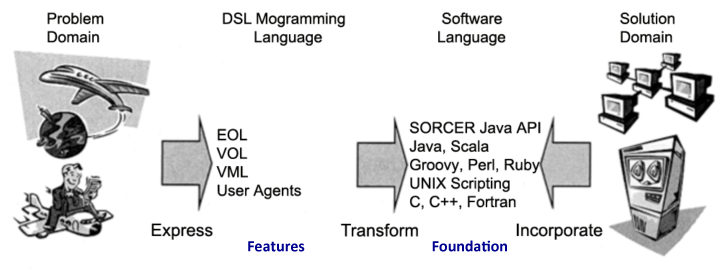 Problem
Domain
DSL Mogramming
Language
Software
Language
Solution
Domain
EOL
VOL
VML
User Agents
SORCER Java API
Java, Scala
Groovy, Perl, Ruby
UNIX Scripting
C, C++, Fortran
Express
Features
Transform
Foundation
Incorporate